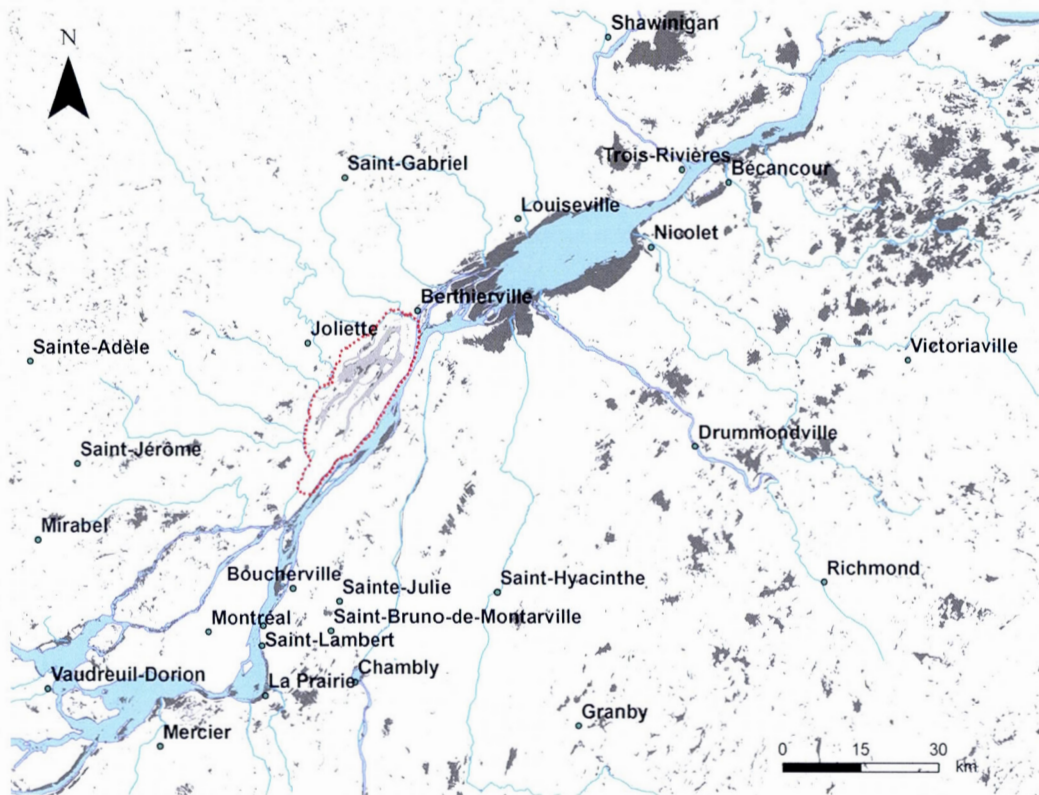 Shawinigan
N
Trois-Rivières
Saint-Gabriel
Bécancour
Louiseville
Nicolet
Berthierville
Joliette
Sainte-Adèle
Victoriaville
Drummondville
Saint-Jérôme
Mirabel
Richmond
Boucherville
Sainte-Julie
Saint-Hyacinthe
Montréal
Saint-Bruno-de-Montarville
Saint-Lambert
Vaudreuil-Dorion
La Prairie
Chambly
Granby
Mercier
0 15 30
km